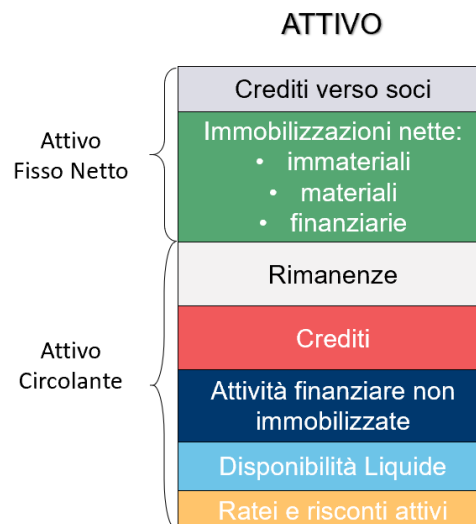 ATTIVO
Crediti verso soci
Attivo
Fisso Netto
Immobilizzazioni nette:
• immateriali
• materiali
• finanziarie
Attivo
Circolante
Rimanenze
Crediti
Attività finanziare non
immobilizzate
Disponibilità Liquide
Ratei e risconti attivi